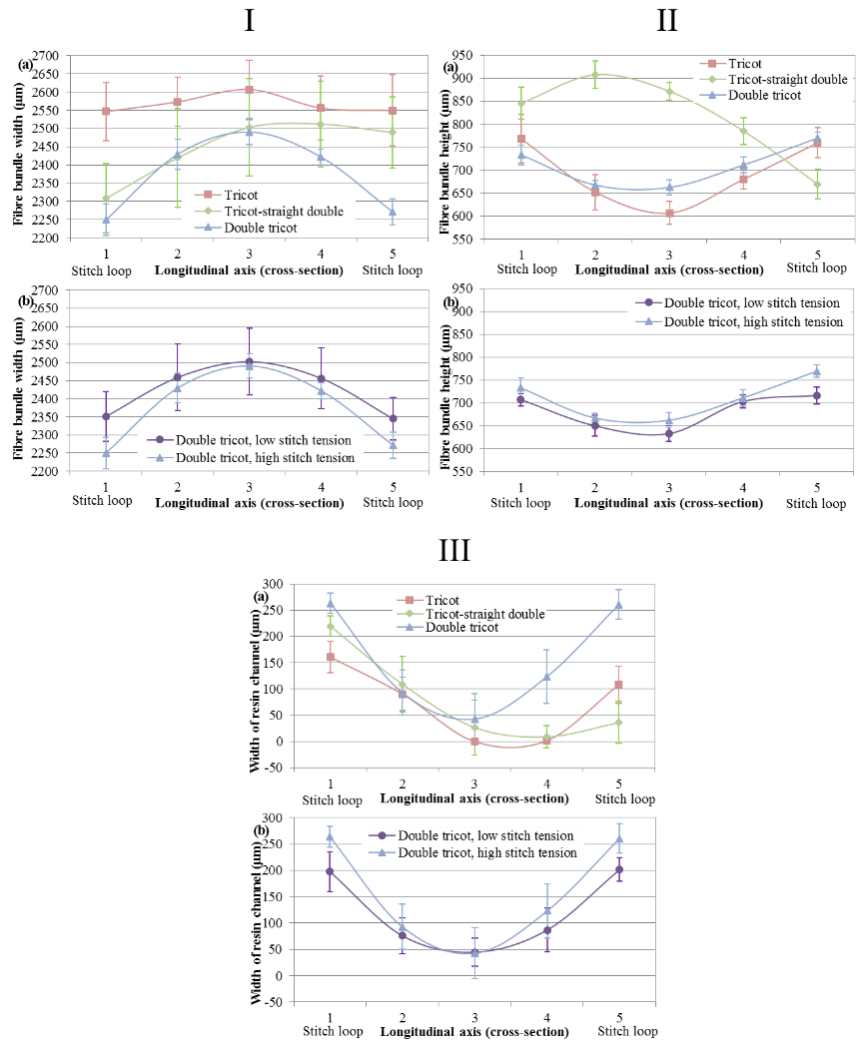 I
(a)
Fibre bundle width (µm)
2700
2650
2600
2550
2500
2450
2400
2350
2300
2250
2200
Tricot
Tricot-straight double
Double tricot
1 2 3 4 5
Stitch loop Longitudinal axis (cross-section) Stitch loop
(b)
Fibre bundle width (µm)
2700
2650
2600
2550
2500
2450
2400
2350
2300
2250
2200
Double tricot, low stitch tension
Double tricot, high stitch tension
1 2 3 4 5
Stitch loop Longitudinal axis (cross-section) Stitch loop
II
(a)
Fibre bundle height (µm)
950
900
850
800
750
700
650
600
550
Tricot
Tricot-straight double
Double tricot
1 2 3 4 5
Stitch loop Longitudinal axis (cross-section) Stitch loop
(b)
Fibre bundle height (µm)
950
900
850
800
750
700
650
600
550
Double tricot, low stitch tension
Double tricot, high stitch tension
1 2 3 4 5
Stitch loop Longitudinal axis (cross-section) Stitch loop
III
(a)
Width of resin channel (µm)
300
250
200
150
100
50
0
-50
Tricot
Tricot-straight double
Double tricot
1 2 3 4 5
Stitch loop Longitudinal axis (cross-section) Stitch loop
(b)
Width of resin channel (µm)
300
250
200
150
100
50
0
-50
Double tricot, low stitch tension
Double tricot, high stitch tension
1 2 3 4 5
Stitch loop Longitudinal axis (cross-section) Stitch loop